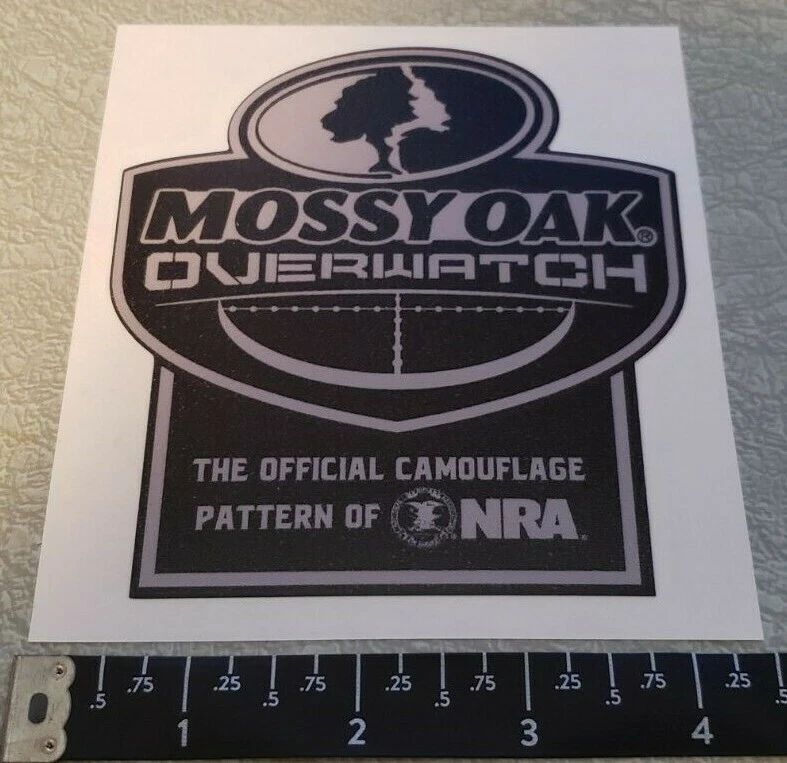 MOSSY OAK®
OVERWATCH
THE OFFICIAL CAMOUFLAGE
PATTERN OF NRA
.5 .75 1 .25 .5 .75 2 .25 .5 .75 3 .25 .5 .75 4 .25 .5